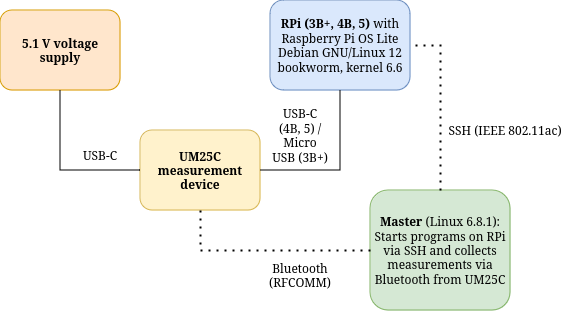 5.1 V voltage
supply
RPi (3B+, 4B, 5) with
Raspberry Pi OS Lite
Debian GNU/Linux 12
bookworm, kernel 6.6
USB-C
UM25C
measurement
device
USB-C
(4B, 5) /
Micro
USB (3B+)
SSH (IEEE 802.11ac)
Master (Linux 6.8.1):
Starts programs on RPi
via SSH and collects
measurements via
Bluetooth from UM25C
Bluetooth
(RFCOMM)